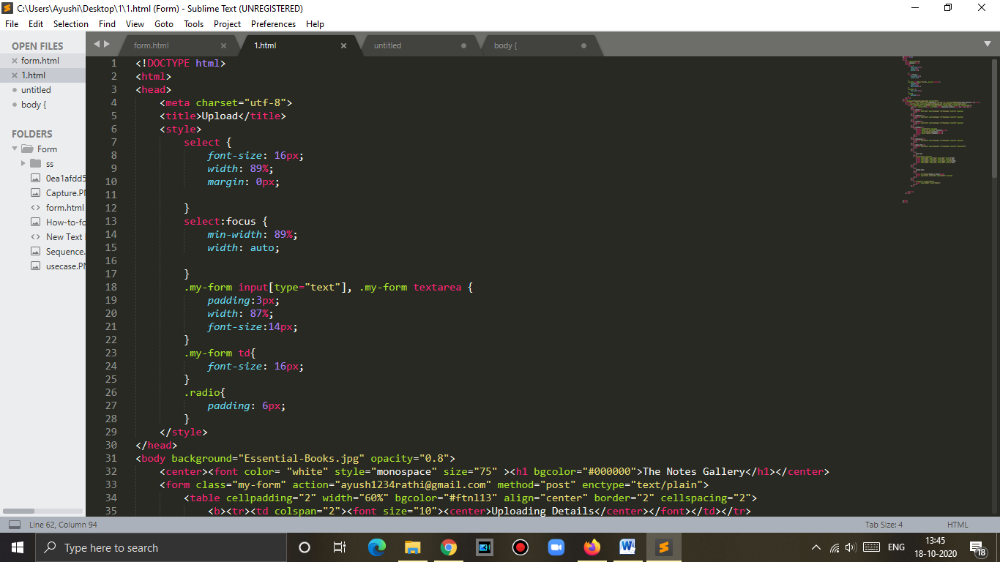 C:\Users\Ayushi\Desktop\1\1.html (Form) - Sublime Text (UNREGISTERED)
File Edit Selection Find View Goto Tools Project Preferences Help
OPEN FILES
form.html
1.html
untitled
body {
FOLDERS
Form
ss
0ea1afdd5
Capture.P
form.html
How-to-fo
New Text
Sequence.
usecase.P
form.html 1.html untitled body {
1 <!DOCTYPE html>
2 <html>
3 <head>
4 <meta charset="utf-8">
5 <title>Upload</title>
6 <style>
7 select {
8 font-size: 16px;
9 width: 89%;
10 margin: 0px;
11
12 }
13 select:focus {
14 min-width: 89%;
15 width: auto;
16
17 }
18 .my-form input[type="text"], .my-form textarea {
19 padding:3px;
20 width: 87%;
21 font-size:14px;
22 }
23 .my-form td{
24 font-size: 16px;
25 }
26 .radio{
27 padding: 6px;
28 }
29 </style>
30 </head>
31 <body background="Essential-Books.jpg" opacity="0.8">
32 <center><font color= "white" style="monospace" size="75" ><h1 bgcolor="#000000">The Notes Gallery</h1></center>
33 <form class="my-form" action="ayush1234rathi@gmail.com" method="post" enctype="text/plain">
34 <table cellpadding="2" width="60%" bgcolor="#ftnl13" align="center" border="2" cellspacing="2">
35 <b><tr><td colspan="2"><font size="10"><center>Uploading Details</center></font></td></tr>
Line 62, Column 94
Tab Size: 4 HTML
Type here to search
ENG
13:45
18-10-2020
18